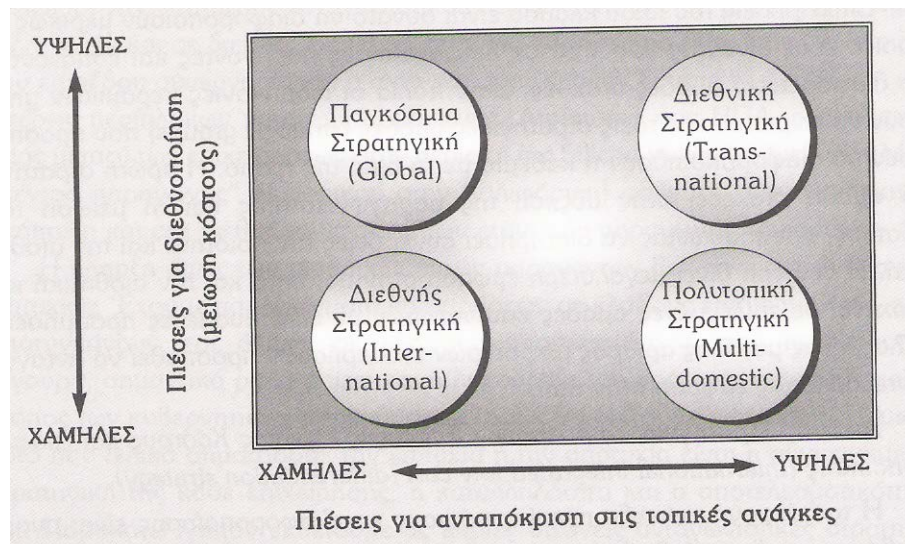 ΥΨΗΛΕΣ
Πιέσεις για διεθνοποίηση
(μείωση κόστους)
ΧΑΜΗΛΕΣ
Παγκόσμια
Στρατηγική
(Global)
Διεθνική
Στρατηγική
(Trans-
national)
Διεθνής
Στρατηγική
(Inter-
national)
Πολυτοπική
Στρατηγική
(Multi-
domestic)
ΧΑΜΗΛΕΣ
ΥΨΗΛΕΣ
Πιέσεις για ανταπόκριση στις τοπικές ανάγκες